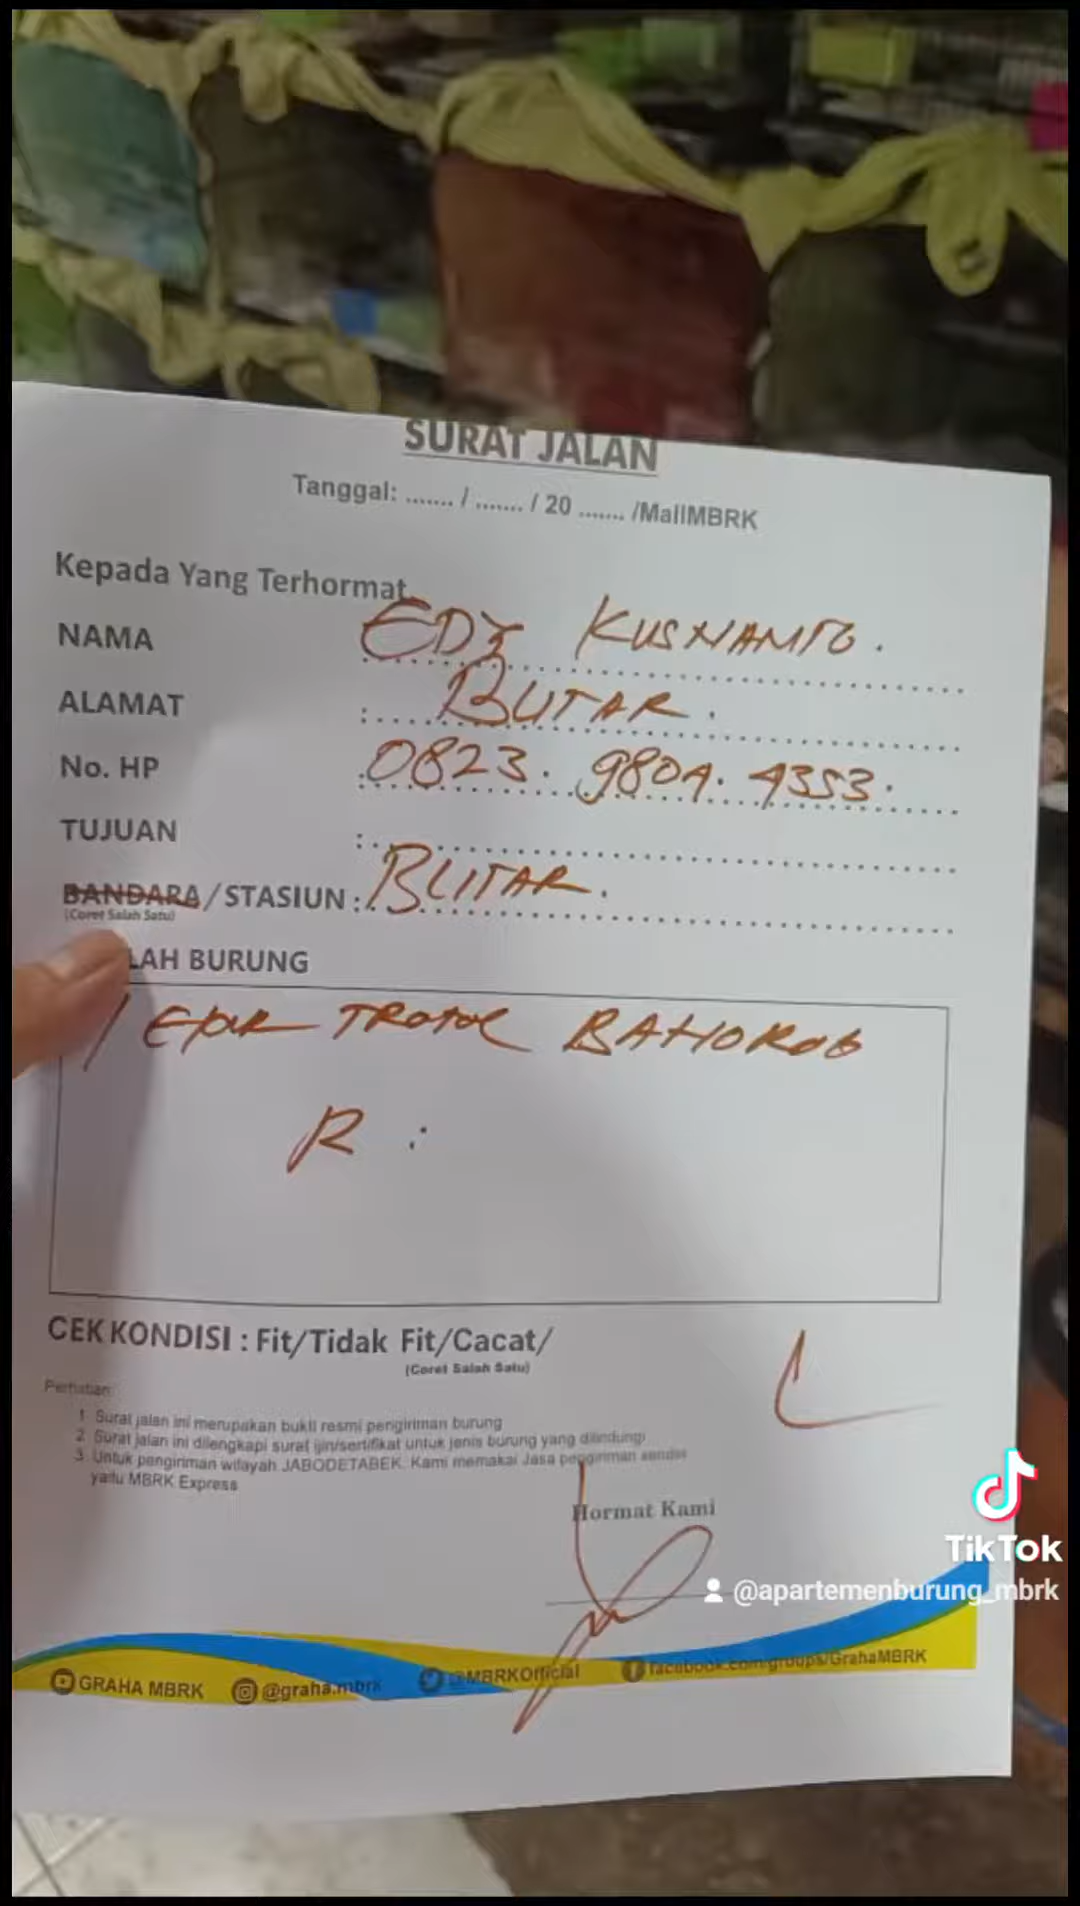 SURAT JALAN
Tanggal: ....... / ....... / 20 ....... /MallMBRK
Kepada Yang Terhormat
NAMA EDY KUSNANTO.
ALAMAT : BLITAR.
No. HP : 0823. 9804. 4353.
TUJUAN :
BANDARA/STASIUN : BLITAR.
(Coret Salah Satu)
LAH BURUNG
1 EKOR TROTOL BAHOROG
R :
CEK KONDISI : Fit/Tidak Fit/Cacat/
(Coret Salah Satu)
Perhatian:
1 Surat jalan ini merupakan bukti resmi pengiriman burung
2 Surat jalan ini dilengkapi surat ijin/sertifikat untuk jenis burung yang dilindungi
3 Untuk pengiriman wilayah JABODETABEK. Kami memakai Jasa pengiriman sendiri
yaitu MBRK Express
Hormat Kami
TikTok
@apartemenburung_mbrk
GRAHA MBRK @graha.mbrk @MBRKOfficial facebook.com/groups/GrahaMBRK